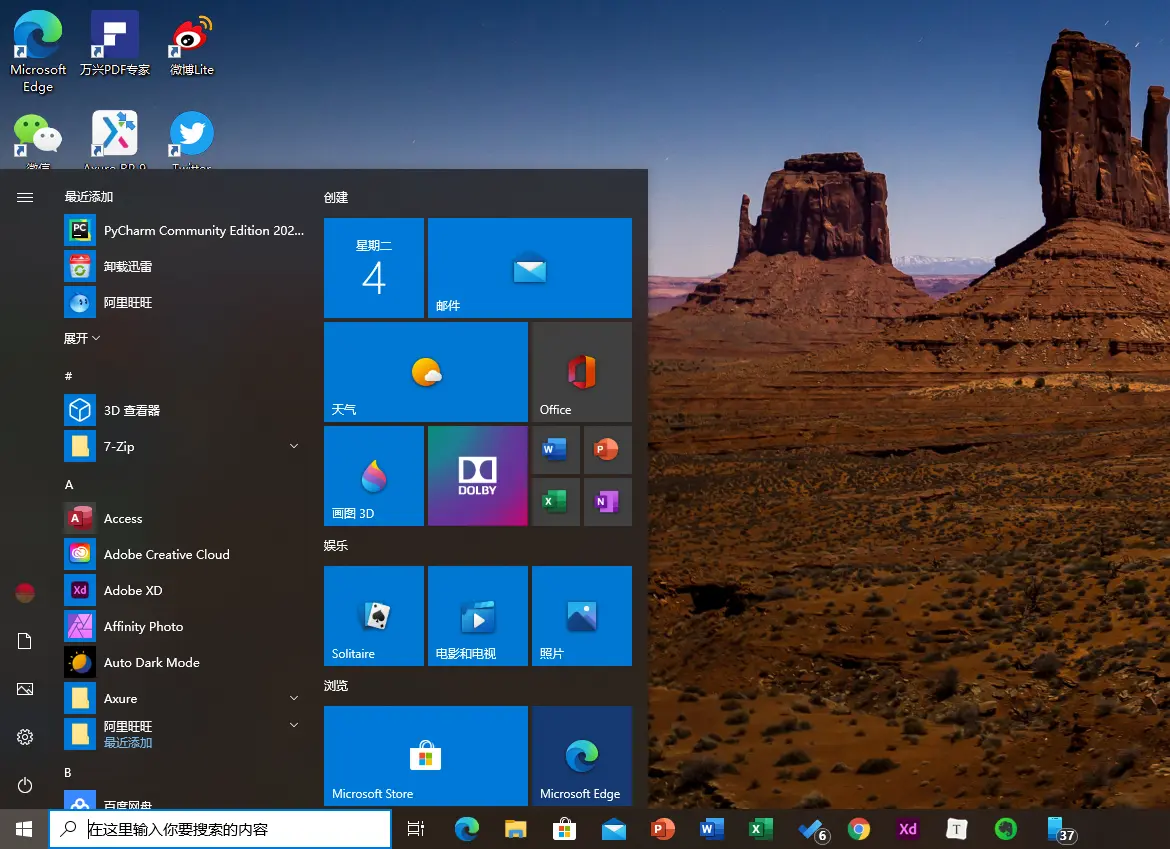 Microsoft Edge
万兴PDF专家
微博Lite
微信
Axure RP 9
Twitter
最近添加
PyCharm Community Edition 202...
卸载迅雷
阿里旺旺
展开
#
3D 查看器
7-Zip
A
Access
Adobe Creative Cloud
Adobe XD
Affinity Photo
Auto Dark Mode
Axure
阿里旺旺
最近添加
B
百度网盘
创建
星期二
4
邮件
天气
Office
画图 3D
DOLBY
娱乐
Solitaire
电影和电视
照片
浏览
Microsoft Store
Microsoft Edge
在这里输入你要搜索的内容
6
37